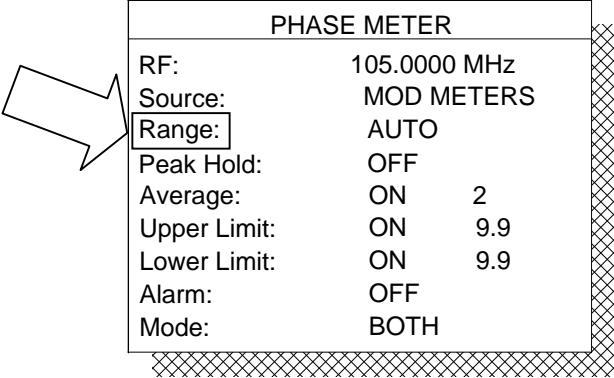 PHASE METER
RF: 105.0000 MHz
Source: MOD METERS
Range: AUTO
Peak Hold: OFF
Average: ON 2
Upper Limit: ON 9.9
Lower Limit: ON 9.9
Alarm: OFF
Mode: BOTH